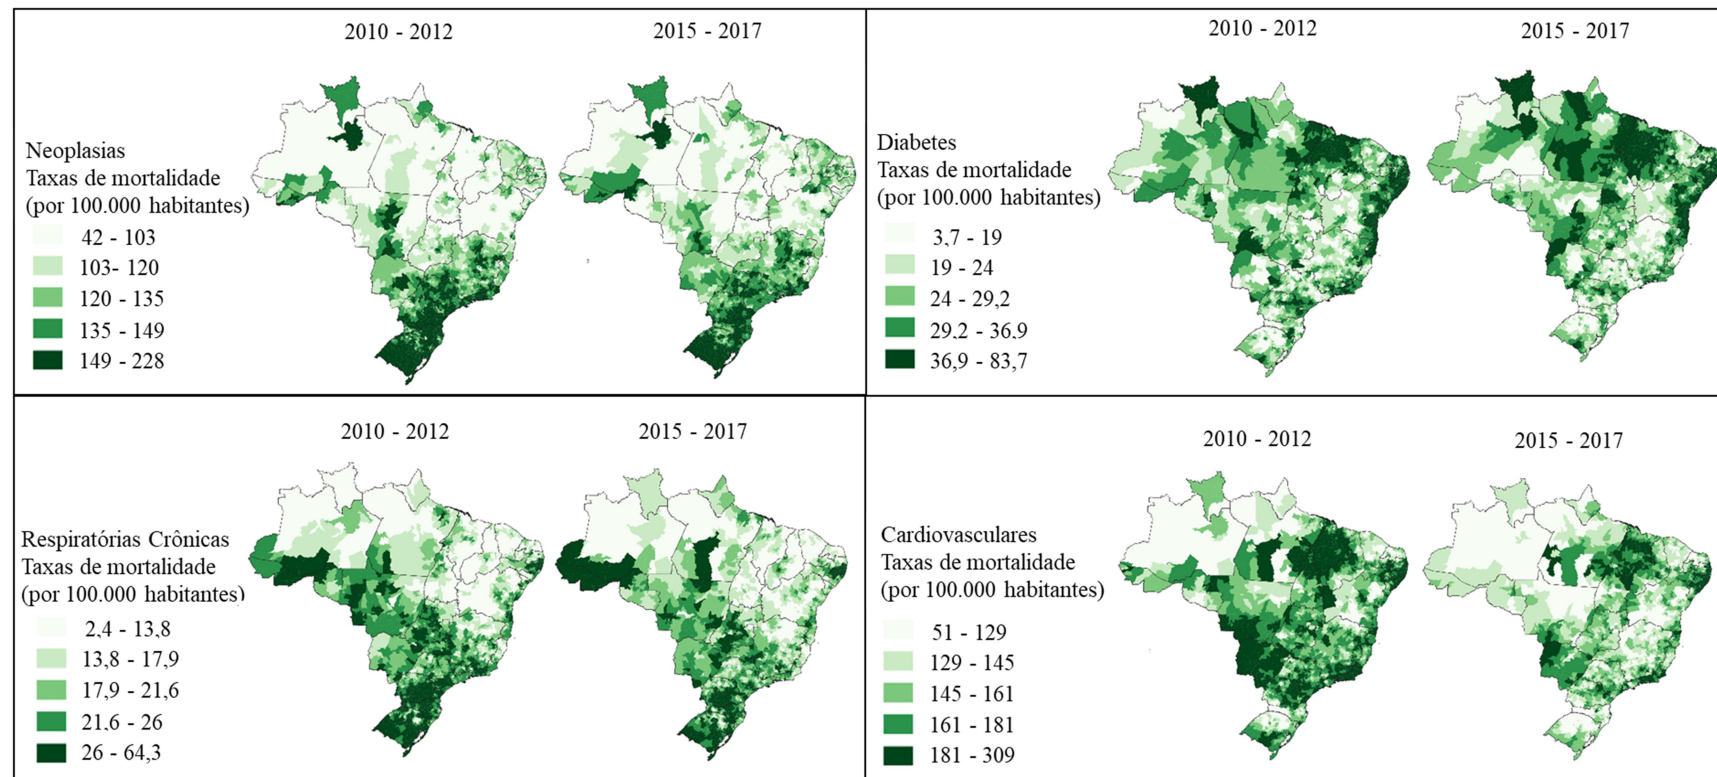 2010 - 2012
2015 - 2017
Neoplasias
Taxas de mortalidade
(por 100.000 habitantes)
42 - 103
103- 120
120 - 135
135 - 149
149 - 228
2010 - 2012
2015 - 2017
Diabetes
Taxas de mortalidade
(por 100.000 habitantes)
3,7 - 19
19 - 24
24 - 29,2
29,2 - 36,9
36,9 - 83,7
2010 - 2012
2015 - 2017
Respiratórias Crônicas
Taxas de mortalidade
(por 100.000 habitantes)
2,4 - 13,8
13,8 - 17,9
17,9 - 21,6
21,6 - 26
26 - 64,3
2010 - 2012
2015 - 2017
Cardiovasculares
Taxas de mortalidade
(por 100.000 habitantes)
51 - 129
129 - 145
145 - 161
161 - 181
181 - 309